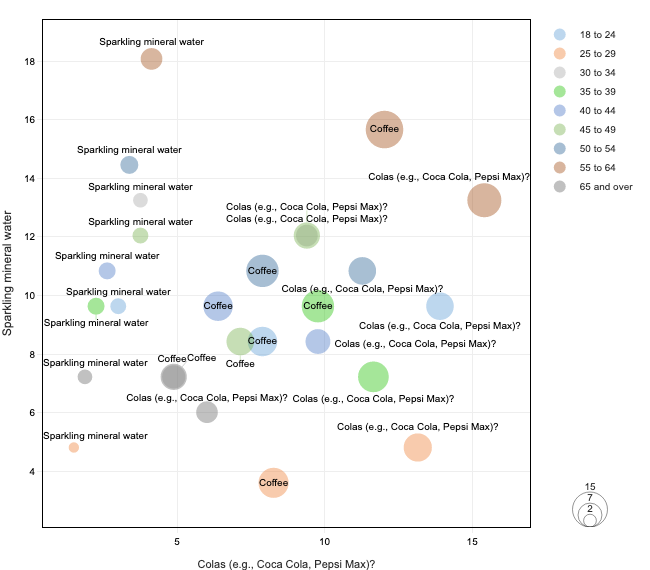 Sparkling mineral water
18 to 24
25 to 29
18
30 to 34
35 to 39
40 to 44
16
Coffee
45 to 49
Sparkling mineral water
50 to 54
55 to 64
14
Colas (e.g., Coca Cola, Pepsi Max)?
Sparkling mineral water
65 and over
Colas (e.g., Coca Cola, Pepsi Max)?
Sparkling mineral water
Colas (e.g., Coca Cola, Pepsi Max)?
12
Sparkling mineral water
Coffee
Colas (e.g., Coca Cola, Pepsi Max)?
Sparkling mineral water
10
Coffee
Coffee
Sparkling mineral water
Colas (e.g., Coca Cola, Pepsi Max)?
Coffee
Colas (e.g., Coca Cola, Pepsi Max)?
8
Coffee
Coffee
Sparkling mineral water
Coffee
Colas (e.g., Coca Cola, Pepsi Max)?
Colas (e.g., Coca Cola, Pepsi Max)?
6
Colas (e.g., Coca Cola, Pepsi Max)?
Sparkling mineral water
4
Coffee
15
7
2
5
10
15
Colas (e.g., Coca Cola, Pepsi Max)?
Sparkling mineral water